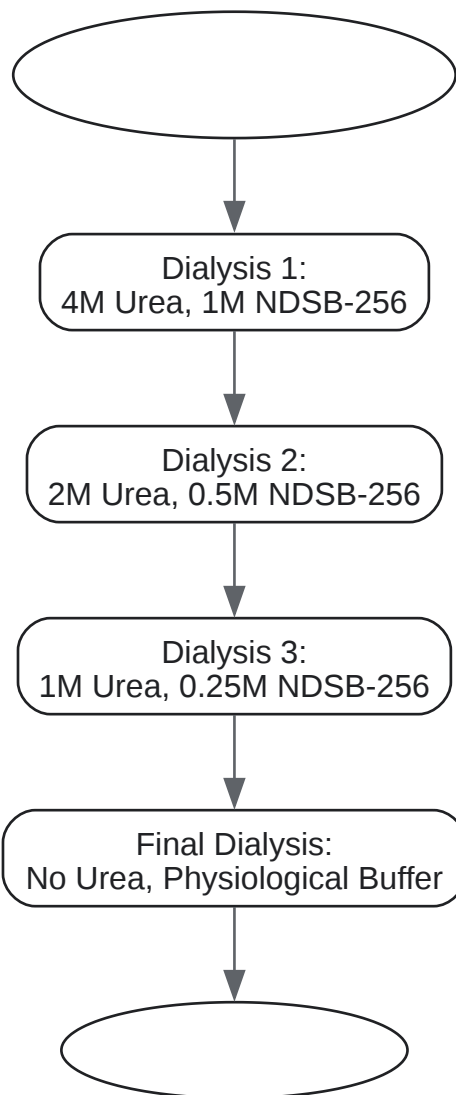 Dialysis 1:
4M Urea, 1M NDSB-256
Dialysis 2:
2M Urea, 0.5M NDSB-256
Dialysis 3:
1M Urea, 0.25M NDSB-256
Final Dialysis:
No Urea, Physiological Buffer